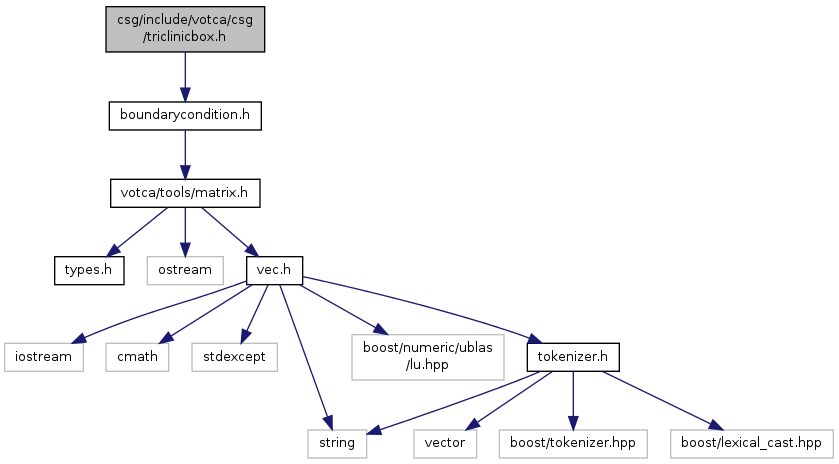 csg/include/votca/csg
/triclinicbox.h
boundarycondition.h
votca/tools/matrix.h
types.h
ostream
vec.h
iostream
cmath
stdexcept
boost/numeric/ublas
/lu.hpp
tokenizer.h
string
vector
boost/tokenizer.hpp
boost/lexical_cast.hpp